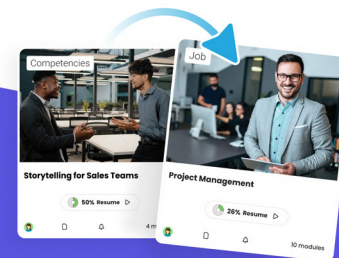 Competencies
Storytelling for Sales Teams
50% Resume
4 m
Job
Project Management
26% Resume
10 modules